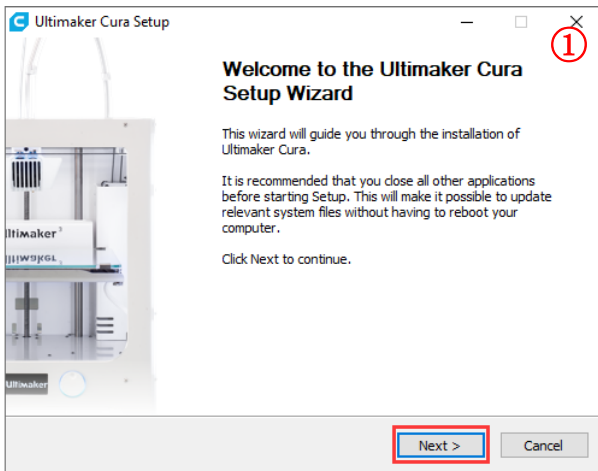 Ultimaker Cura Setup
①
Welcome to the Ultimaker Cura
Setup Wizard
This wizard will guide you through the installation of
Ultimaker Cura.
It is recommended that you close all other applications
before starting Setup. This will make it possible to update
relevant system files without having to reboot your
computer.
Click Next to continue.
ltimaker³
Ultimaker
Next >
Cancel